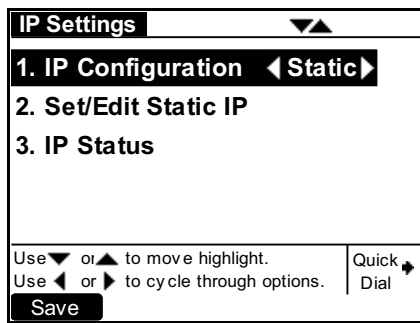 IP Settings
1. IP Configuration Static
2. Set/Edit Static IP
3. IP Status
Use or to move highlight.
Use or to cycle through options.
Quick Dial
Save